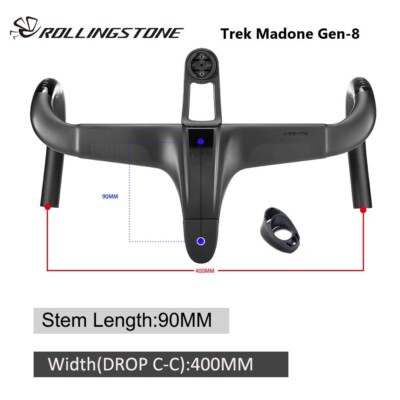 ROLLINGSTONE
Trek Madone Gen-8
90MM
400MM
Stem Length:90MM
Width(DROP C-C):400MM